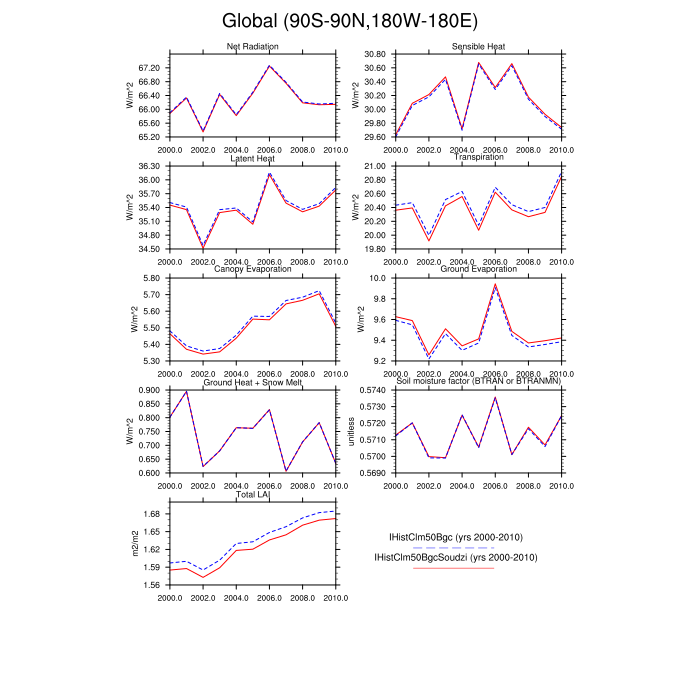 Global (90S-90N,180W-180E)
Net Radiation
W/m^2
67.20
66.80
66.40
66.00
65.60
65.20
2000.0 2002.0 2004.0 2006.0 2008.0 2010.0
Sensible Heat
W/m^2
30.80
30.60
30.40
30.20
30.00
29.80
29.60
2000.0 2002.0 2004.0 2006.0 2008.0 2010.0
Latent Heat
W/m^2
36.30
36.00
35.70
35.40
35.10
34.80
34.50
2000.0 2002.0 2004.0 2006.0 2008.0 2010.0
Transpiration
W/m^2
21.00
20.80
20.60
20.40
20.20
20.00
19.80
2000.0 2002.0 2004.0 2006.0 2008.0 2010.0
Canopy Evaporation
W/m^2
5.80
5.70
5.60
5.50
5.40
5.30
2000.0 2002.0 2004.0 2006.0 2008.0 2010.0
Ground Evaporation
W/m^2
10.0
9.8
9.6
9.4
9.2
2000.0 2002.0 2004.0 2006.0 2008.0 2010.0
Ground Heat + Snow Melt
W/m^2
0.900
0.850
0.800
0.750
0.700
0.650
0.600
2000.0 2002.0 2004.0 2006.0 2008.0 2010.0
Soil moisture factor (BTRAN or BTRANMN)
unitless
0.5740
0.5730
0.5720
0.5710
0.5700
0.5690
2000.0 2002.0 2004.0 2006.0 2008.0 2010.0
Total LAI
m2/m2
1.68
1.65
1.62
1.59
1.56
2000.0 2002.0 2004.0 2006.0 2008.0 2010.0
IHistClm50Bgc (yrs 2000-2010)
IHistClm50BgcSoudzi (yrs 2000-2010)